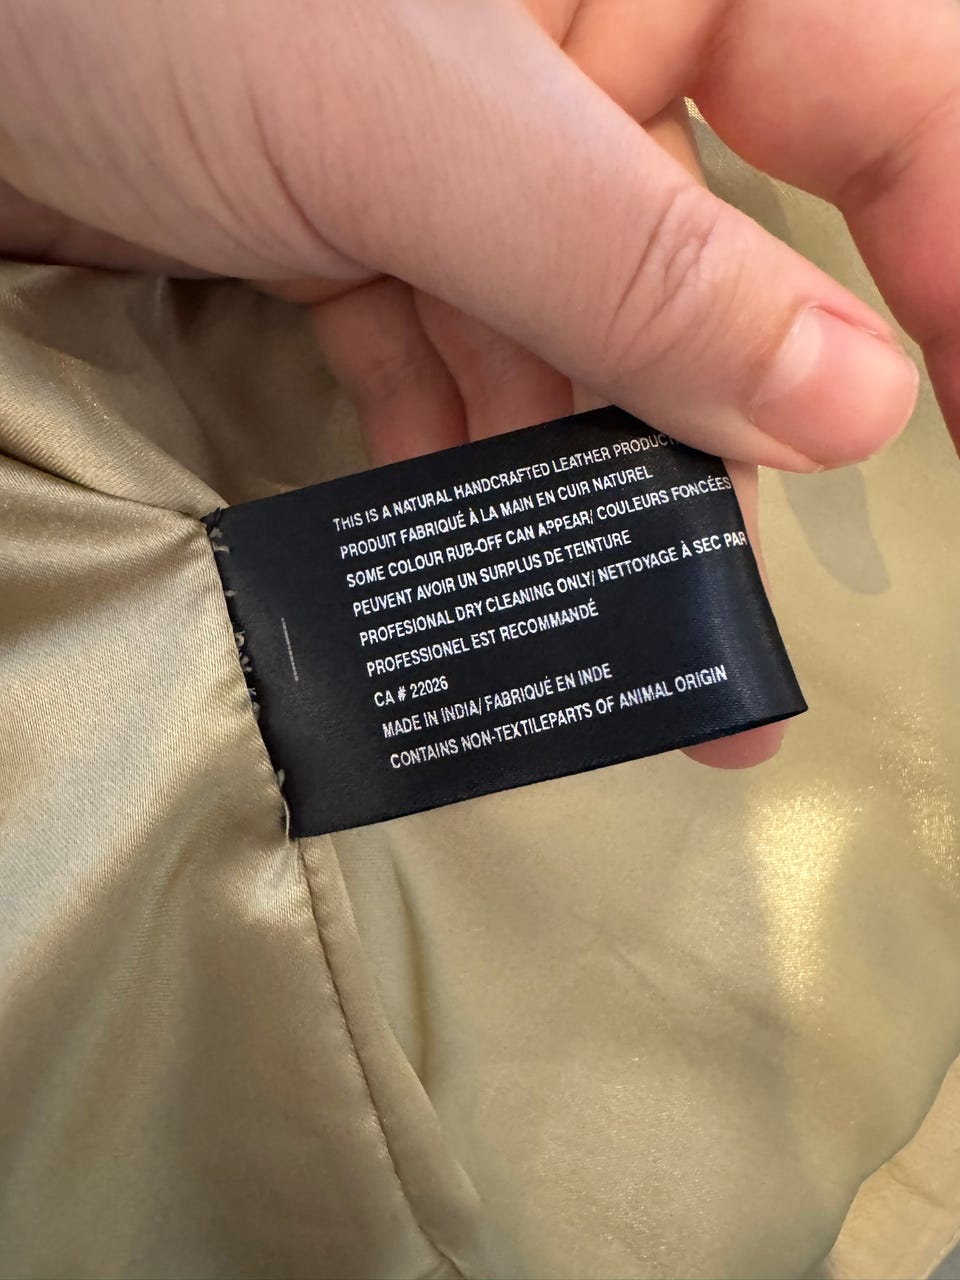 THIS IS A NATURAL HANDCRAFTED LEATHER PRODUCT
PRODUIT FABRIQUÉ À LA MAIN EN CUIR NATUREL
SOME COLOUR RUB-OFF CAN APPEAR/ COULEURS FONCÉES
PEUVENT AVOIR UN SURPLUS DE TEINTURE
PROFESIONAL DRY CLEANING ONLY/ NETTOYAGE À SEC PAR
PROFESSIONEL EST RECOMMANDÉ
CA # 22026
MADE IN INDIA/ FABRIQUÉ EN INDE
CONTAINS NON-TEXTILEPARTS OF ANIMAL ORIGIN